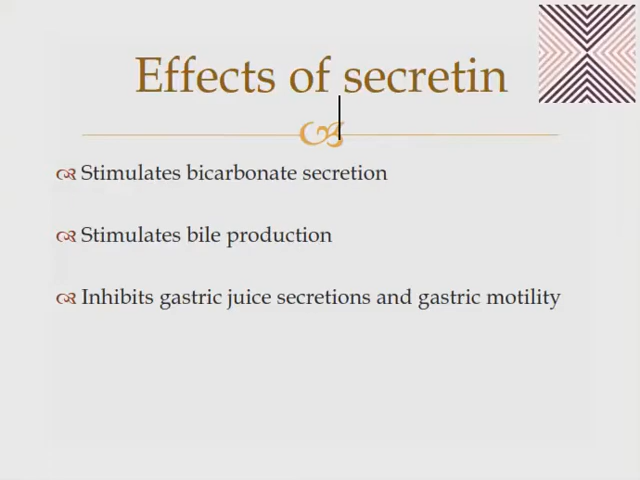 Effects of secretin
Stimulates bicarbonate secretion
Stimulates bile production
Inhibits gastric juice secretions and gastric motility